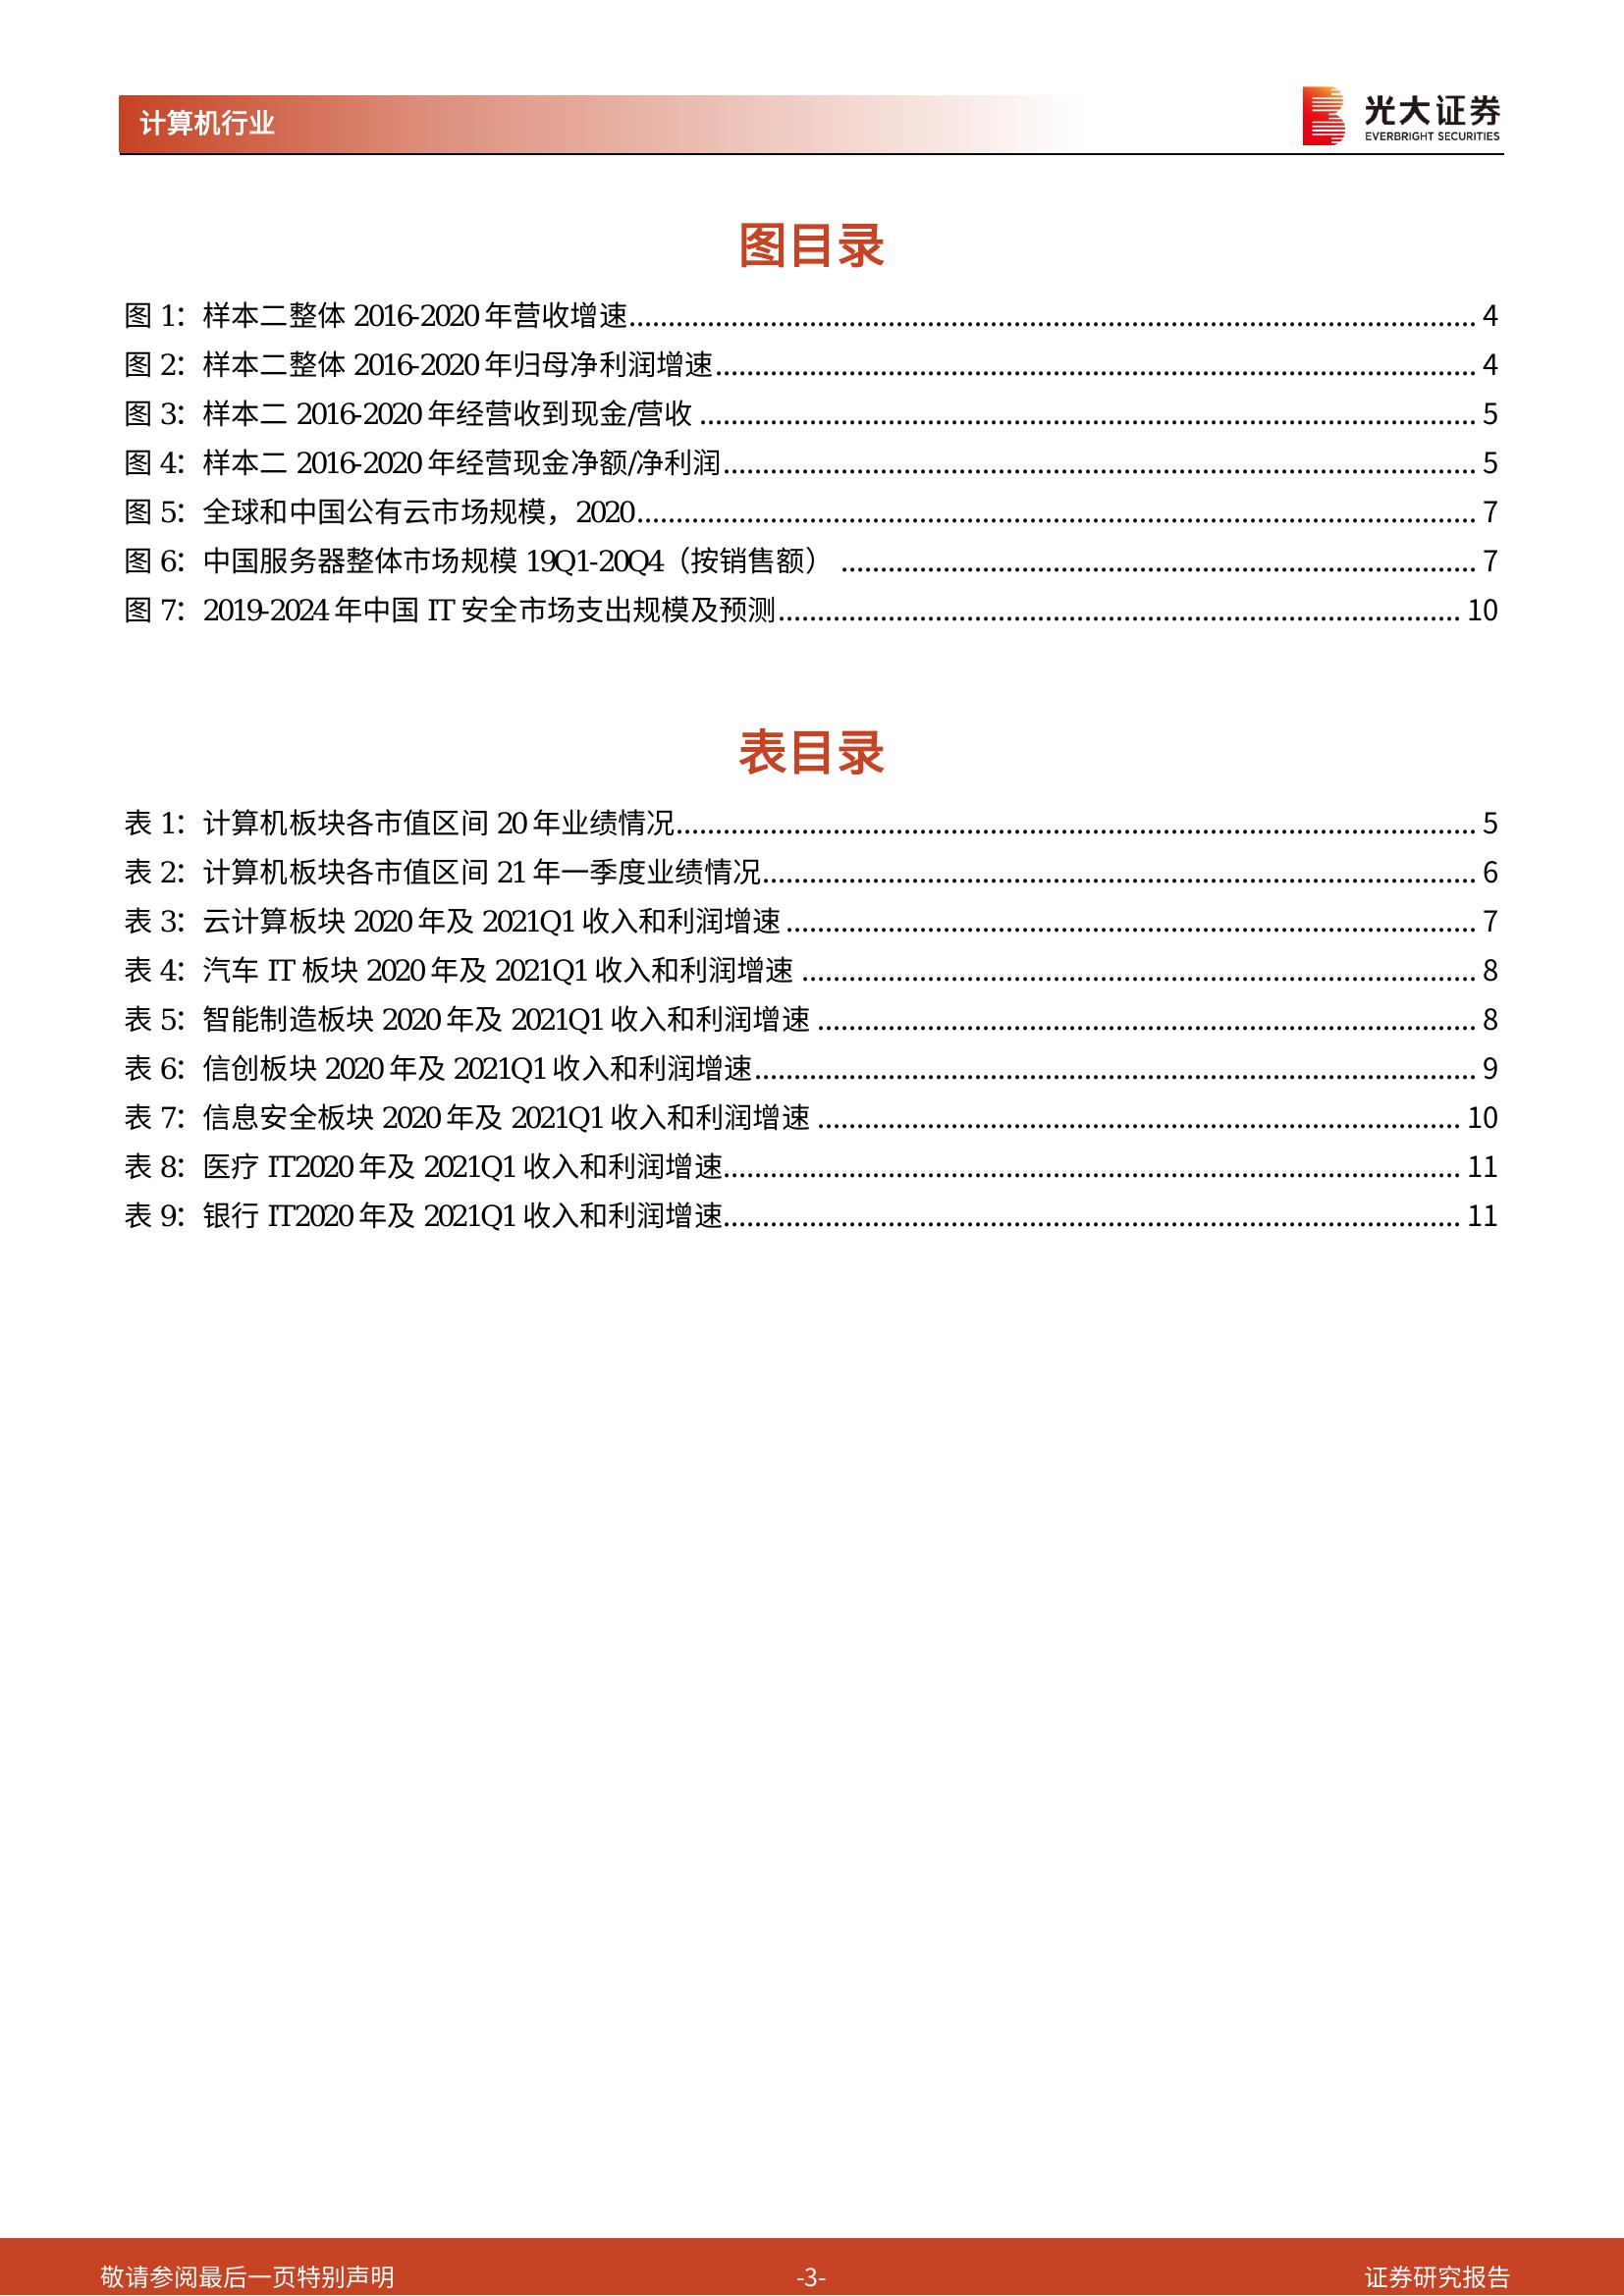 计算机行业
光大证券
EVERBRIGHT SECURITIES
图目录
图 1：样本二整体 2016-2020 年营收增速 4
图 2：样本二整体 2016-2020 年归母净利润增速 4
图 3：样本二 2016-2020 年经营收到现金/营收 5
图 4：样本二 2016-2020 年经营现金净额/净利润 5
图 5：全球和中国公有云市场规模，2020 7
图 6：中国服务器整体市场规模 19Q1-20Q4（按销售额） 7
图 7：2019-2024 年中国 IT 安全市场支出规模及预测 10
表目录
表 1：计算机板块各市值区间 20 年业绩情况 5
表 2：计算机板块各市值区间 21 年一季度业绩情况 6
表 3：云计算板块 2020 年及 2021Q1 收入和利润增速 7
表 4：汽车 IT 板块 2020 年及 2021Q1 收入和利润增速 8
表 5：智能制造板块 2020 年及 2021Q1 收入和利润增速 8
表 6：信创板块 2020 年及 2021Q1 收入和利润增速 9
表 7：信息安全板块 2020 年及 2021Q1 收入和利润增速 10
表 8：医疗 IT2020 年及 2021Q1 收入和利润增速 11
表 9：银行 IT2020 年及 2021Q1 收入和利润增速 11
敬请参阅最后一页特别声明 -3- 证券研究报告